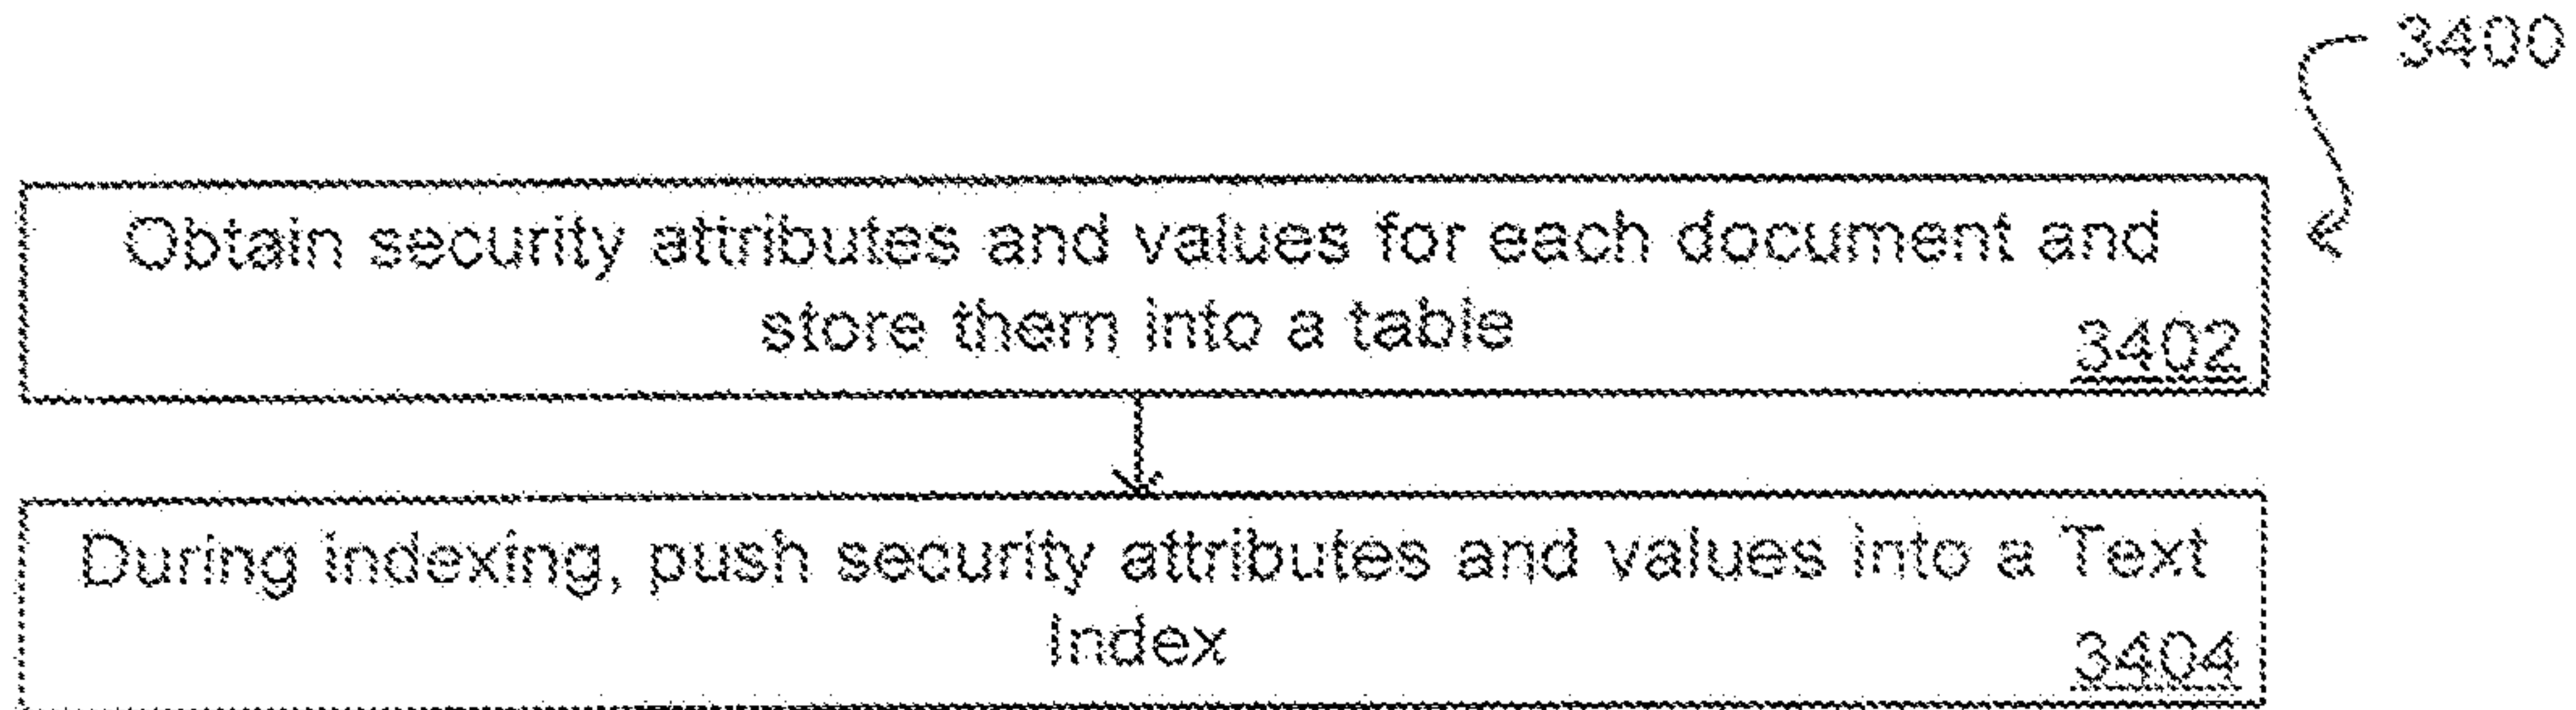 3400
Obtain security attributes and values for each document and
store them into a table
3402
During indexing, push security attributes and values into a Text
Index
3404